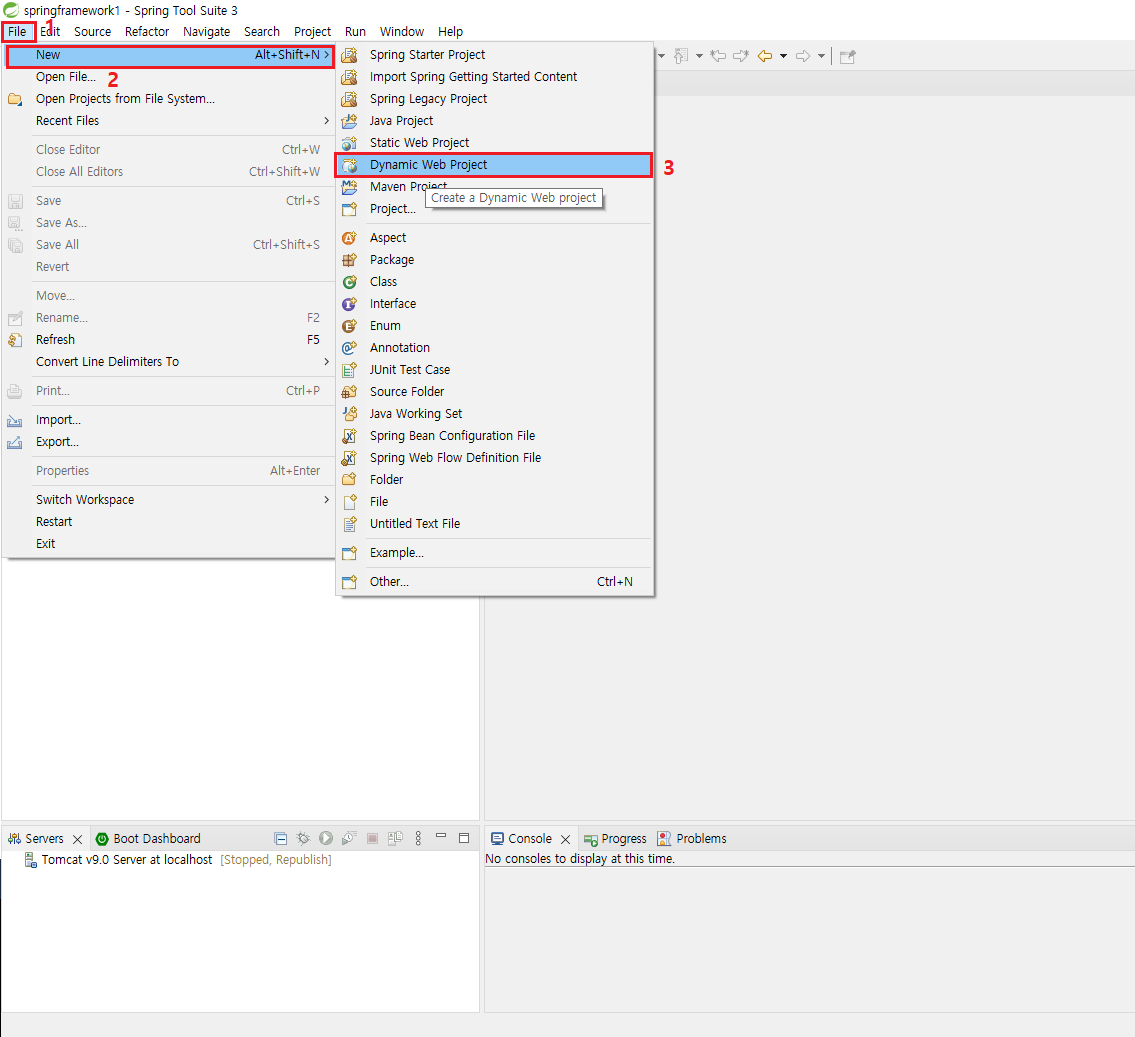 springframework1 - Spring Tool Suite 3
1
File Edit Source Refactor Navigate Search Project Run Window Help
New Alt+Shift+N
2
Open File...
Open Projects from File System...
Recent Files
Close Editor Ctrl+W
Close All Editors Ctrl+Shift+W
Save Ctrl+S
Save As...
Save All Ctrl+Shift+S
Revert
Move...
Rename... F2
Refresh F5
Convert Line Delimiters To
Print... Ctrl+P
Import...
Export...
Properties Alt+Enter
Switch Workspace
Restart
Exit
Spring Starter Project
Import Spring Getting Started Content
Spring Legacy Project
Java Project
Static Web Project
Dynamic Web Project
3
Maven Project
Create a Dynamic Web project
Project...
Aspect
Package
Class
Interface
Enum
Annotation
JUnit Test Case
Source Folder
Java Working Set
Spring Bean Configuration File
Spring Web Flow Definition File
Folder
File
Untitled Text File
Example...
Other... Ctrl+N
Servers Boot Dashboard
Tomcat v9.0 Server at localhost [Stopped, Republish]
Console Progress Problems
No consoles to display at this time.